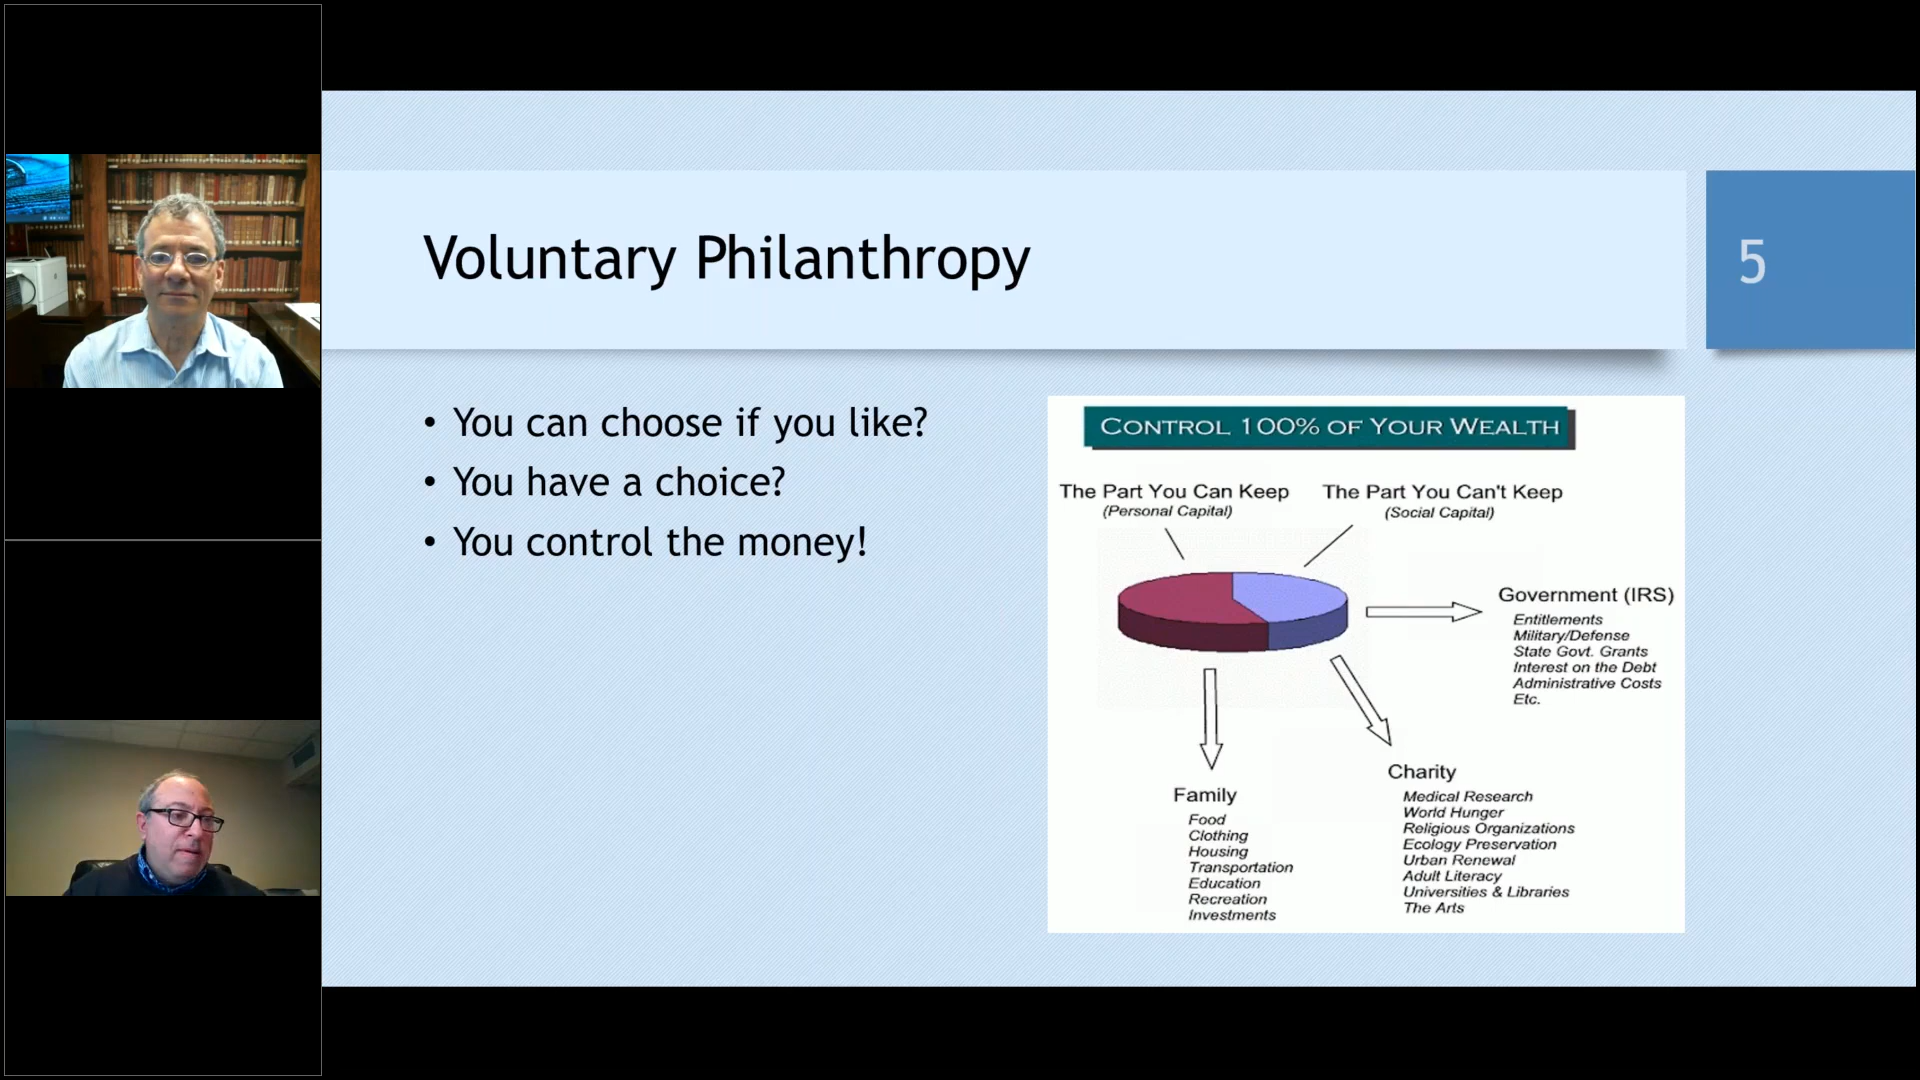 Voluntary Philanthropy
5
• You can choose if you like?
• You have a choice?
• You control the money!
CONTROL 100% OF YOUR WEALTH
The Part You Can Keep
(Personal Capital)
The Part You Can't Keep
(Social Capital)
Government (IRS)
Entitlements
Military/Defense
State Govt. Grants
Interest on the Debt
Administrative Costs
Etc.
Family
Food
Clothing
Housing
Transportation
Education
Recreation
Investments
Charity
Medical Research
World Hunger
Religious Organizations
Ecology Preservation
Urban Renewal
Adult Literacy
Universities & Libraries
The Arts